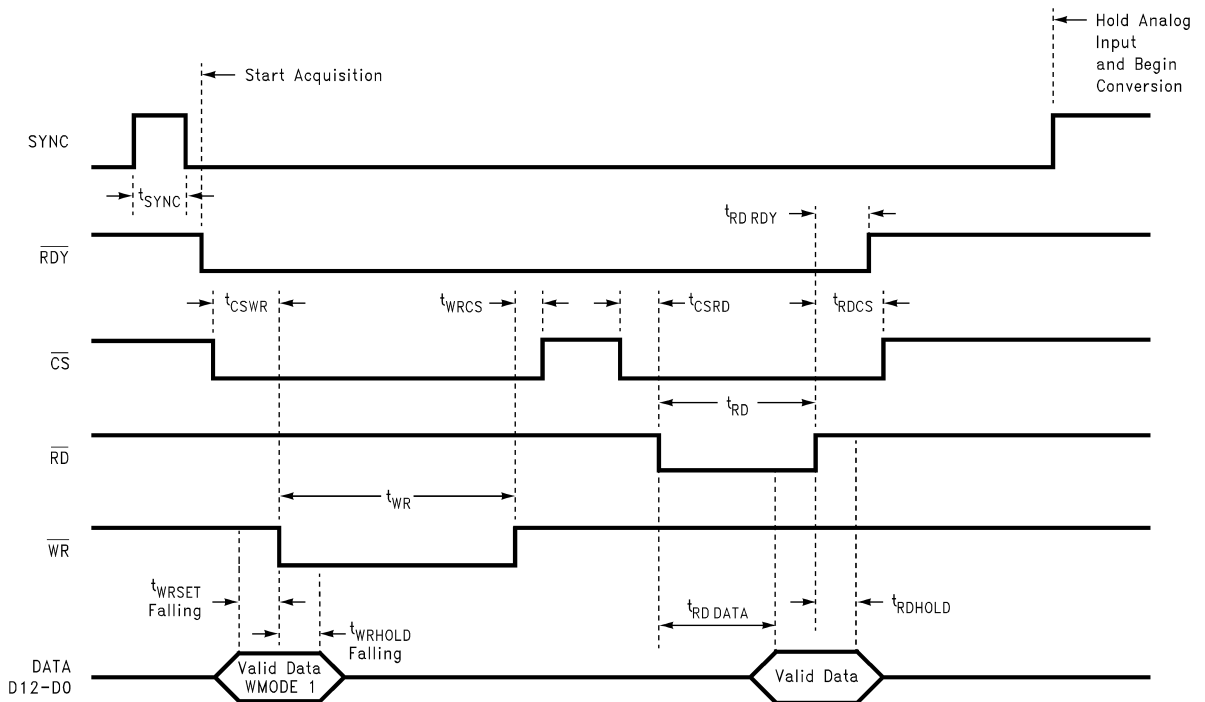 Hold Analog
Input
and Begin
Conversion
Start Acquisition
SYNC
tSYNC
tRD RDY
RDY
tCSWR
tWRCS
tCSRD
tRDCS
CS
tRD
RD
tWR
WR
tWRSET
Falling
tRD DATA
tRDHOLD
tWRHOLD
Falling
DATA
D12-D0
Valid Data
WMODE 1
Valid Data